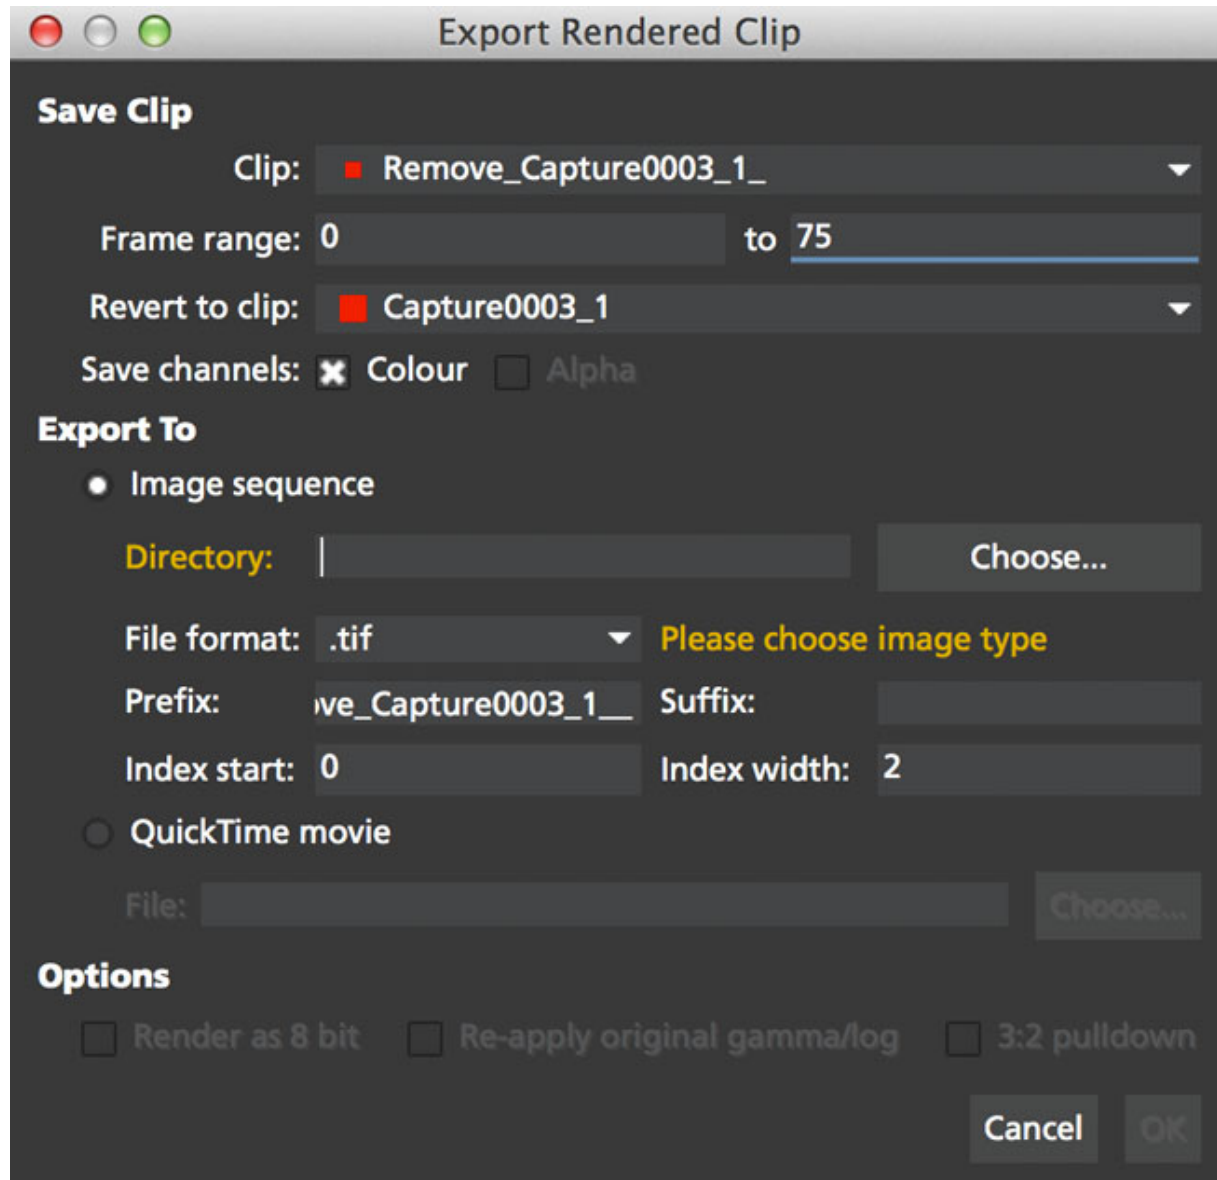 Export Rendered Clip
Save Clip
Clip: Remove_Capture0003_1_
Frame range: 0 to 75
Revert to clip: Capture0003_1
Save channels: Colour Alpha
Export To
Image sequence
Directory: Choose...
File format: .tif Please choose image type
Prefix: ove_Capture0003_1__ Suffix:
Index start: 0 Index width: 2
QuickTime movie
File: Choose...
Options
Render as 8 bit Re-apply original gamma/log 3:2 pulldown
Cancel OK